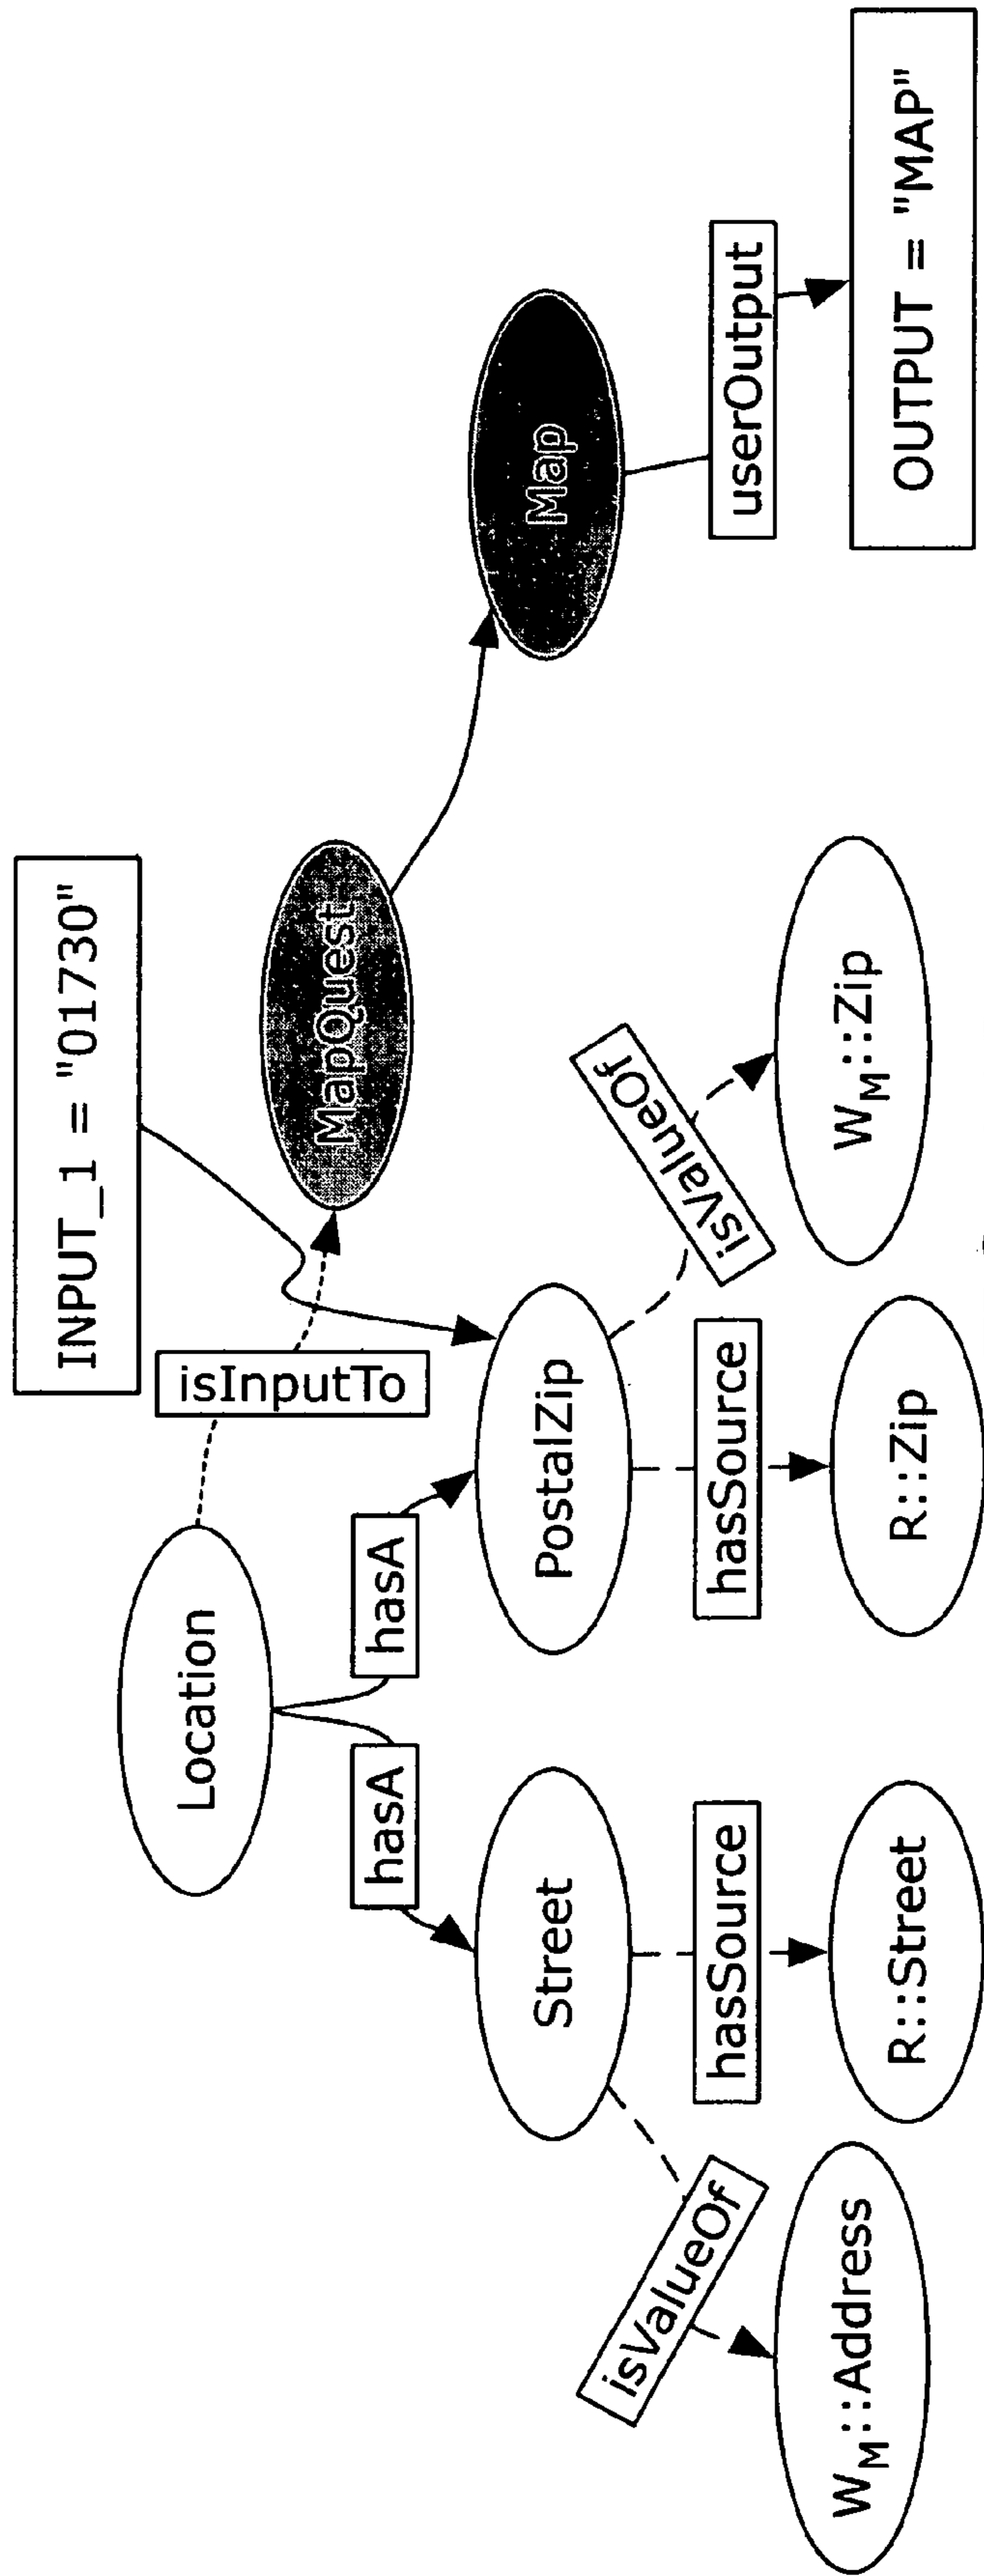 INPUT_1 = "01730"
Location
isInputTo
MapQuest
hasA
hasA
Street
PostalZip
Map
isValueOf
hasSource
hasSource
isValueOf
userOutput
W_M::Address
R::Street
R::Zip
W_M::Zip
OUTPUT = "MAP"